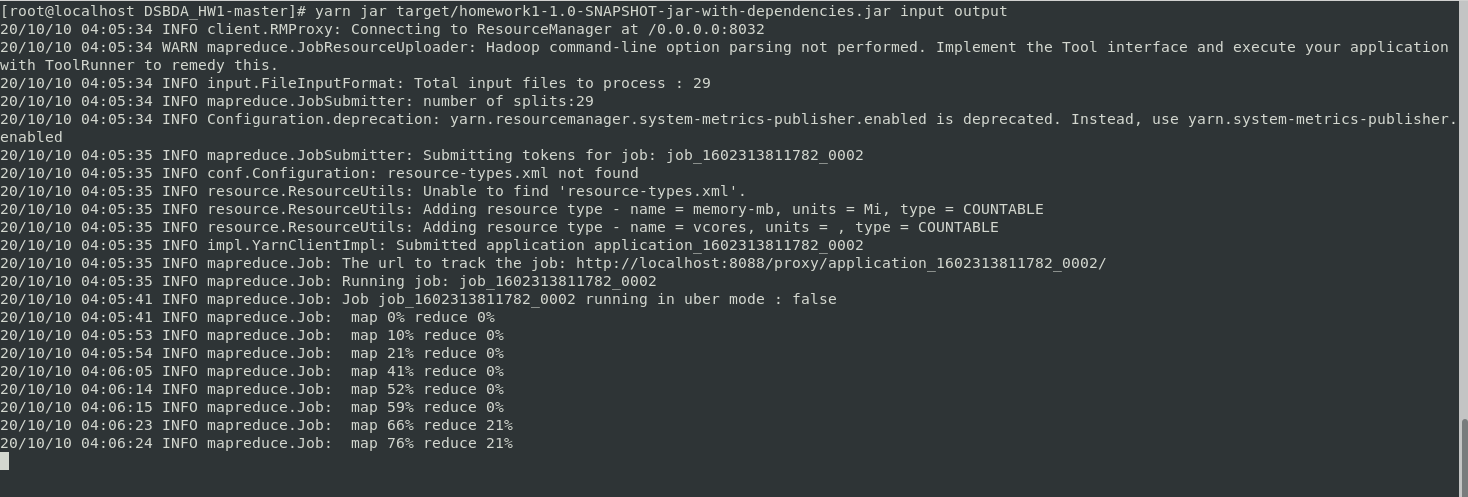 [root@localhost DSBDA_HW1-master]# yarn jar target/homework1-1.0-SNAPSHOT-jar-with-dependencies.jar input output
20/10/10 04:05:34 INFO client.RMProxy: Connecting to ResourceManager at /0.0.0.0:8032
20/10/10 04:05:34 WARN mapreduce.JobResourceUploader: Hadoop command-line option parsing not performed. Implement the Tool interface and execute your application
with ToolRunner to remedy this.
20/10/10 04:05:34 INFO input.FileInputFormat: Total input files to process : 29
20/10/10 04:05:34 INFO mapreduce.JobSubmitter: number of splits:29
20/10/10 04:05:34 INFO Configuration.deprecation: yarn.resourcemanager.system-metrics-publisher.enabled is deprecated. Instead, use yarn.system-metrics-publisher.
enabled
20/10/10 04:05:35 INFO mapreduce.JobSubmitter: Submitting tokens for job: job_1602313811782_0002
20/10/10 04:05:35 INFO conf.Configuration: resource-types.xml not found
20/10/10 04:05:35 INFO resource.ResourceUtils: Unable to find 'resource-types.xml'.
20/10/10 04:05:35 INFO resource.ResourceUtils: Adding resource type - name = memory-mb, units = Mi, type = COUNTABLE
20/10/10 04:05:35 INFO resource.ResourceUtils: Adding resource type - name = vcores, units = , type = COUNTABLE
20/10/10 04:05:35 INFO impl.YarnClientImpl: Submitted application application_1602313811782_0002
20/10/10 04:05:35 INFO mapreduce.Job: The url to track the job: http://localhost:8088/proxy/application_1602313811782_0002/
20/10/10 04:05:35 INFO mapreduce.Job: Running job: job_1602313811782_0002
20/10/10 04:05:41 INFO mapreduce.Job: Job job_1602313811782_0002 running in uber mode : false
20/10/10 04:05:41 INFO mapreduce.Job:  map 0% reduce 0%
20/10/10 04:05:53 INFO mapreduce.Job:  map 10% reduce 0%
20/10/10 04:05:54 INFO mapreduce.Job:  map 21% reduce 0%
20/10/10 04:06:05 INFO mapreduce.Job:  map 41% reduce 0%
20/10/10 04:06:14 INFO mapreduce.Job:  map 52% reduce 0%
20/10/10 04:06:15 INFO mapreduce.Job:  map 59% reduce 0%
20/10/10 04:06:23 INFO mapreduce.Job:  map 66% reduce 21%
20/10/10 04:06:24 INFO mapreduce.Job:  map 76% reduce 21%